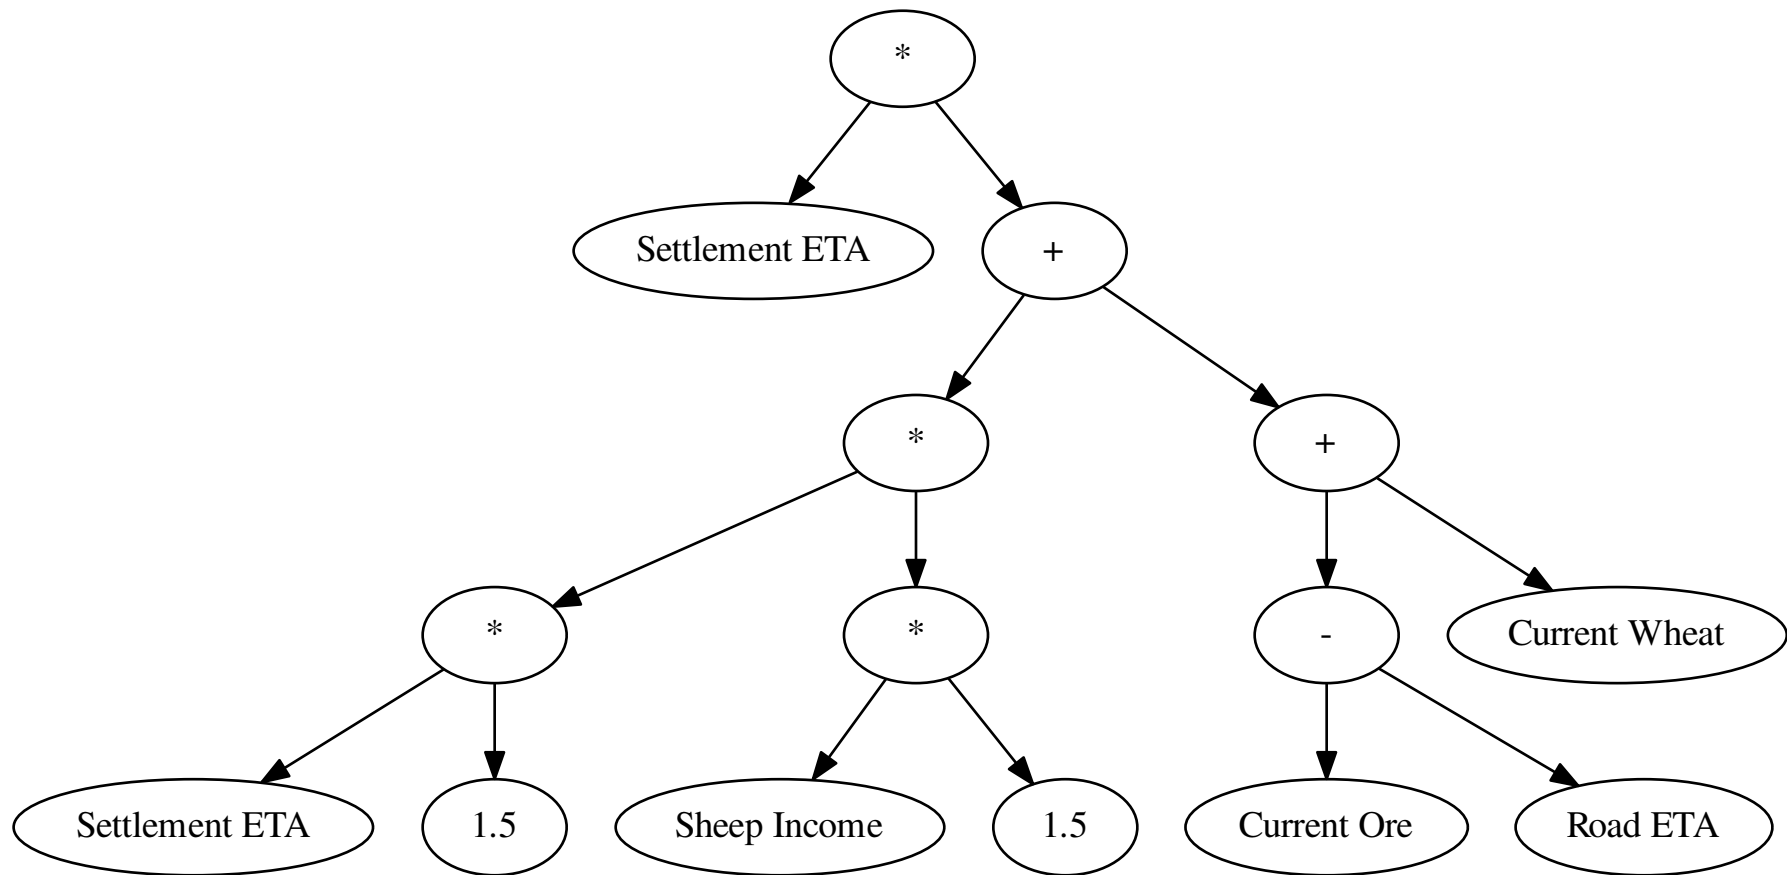 *
Settlement ETA
+
*
+
*
*
-
Current Wheat
Settlement ETA
1.5
Sheep Income
1.5
Current Ore
Road ETA